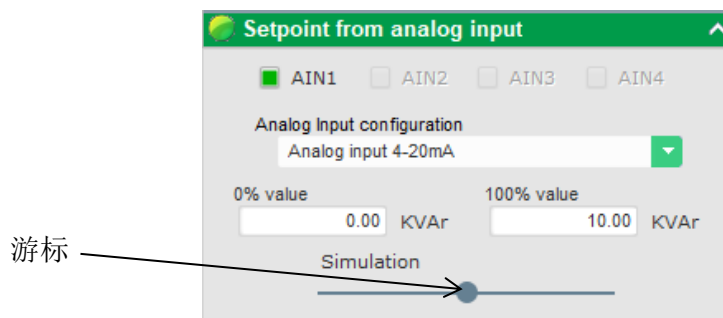 Setpoint from analog input
AIN1 AIN2 AIN3 AIN4
Analog Input configuration
Analog input 4-20mA
0% value 100% value
0.00 KVAr 10.00 KVAr
游标
Simulation